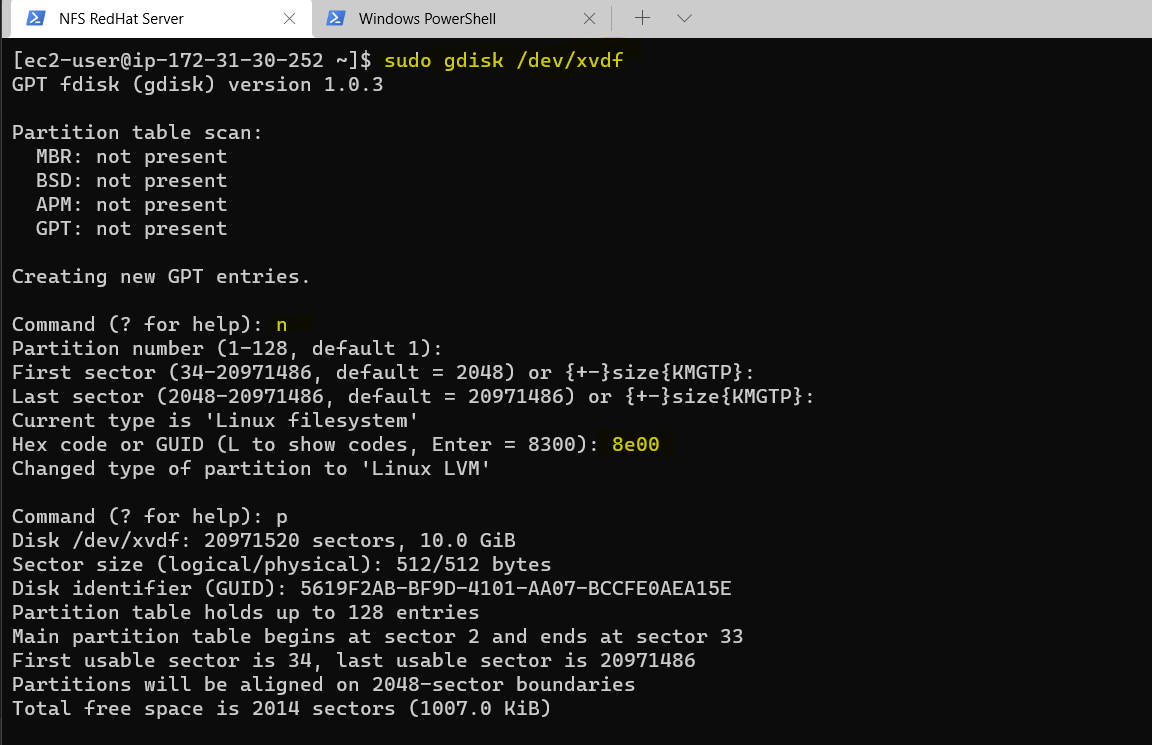 NFS RedHat Server
Windows PowerShell
[ec2-user@ip-172-31-30-252 ~]$ sudo gdisk /dev/xvdf
GPT fdisk (gdisk) version 1.0.3
Partition table scan:
  MBR: not present
  BSD: not present
  APM: not present
  GPT: not present
Creating new GPT entries.
Command (? for help): n
Partition number (1-128, default 1):
First sector (34-20971486, default = 2048) or {+-}size{KMGTP}:
Last sector (2048-20971486, default = 20971486) or {+-}size{KMGTP}:
Current type is 'Linux filesystem'
Hex code or GUID (L to show codes, Enter = 8300): 8e00
Changed type of partition to 'Linux LVM'
Command (? for help): p
Disk /dev/xvdf: 20971520 sectors, 10.0 GiB
Sector size (logical/physical): 512/512 bytes
Disk identifier (GUID): 5619F2AB-BF9D-4101-AA07-BCCFE0AEA15E
Partition table holds up to 128 entries
Main partition table begins at sector 2 and ends at sector 33
First usable sector is 34, last usable sector is 20971486
Partitions will be aligned on 2048-sector boundaries
Total free space is 2014 sectors (1007.0 KiB)